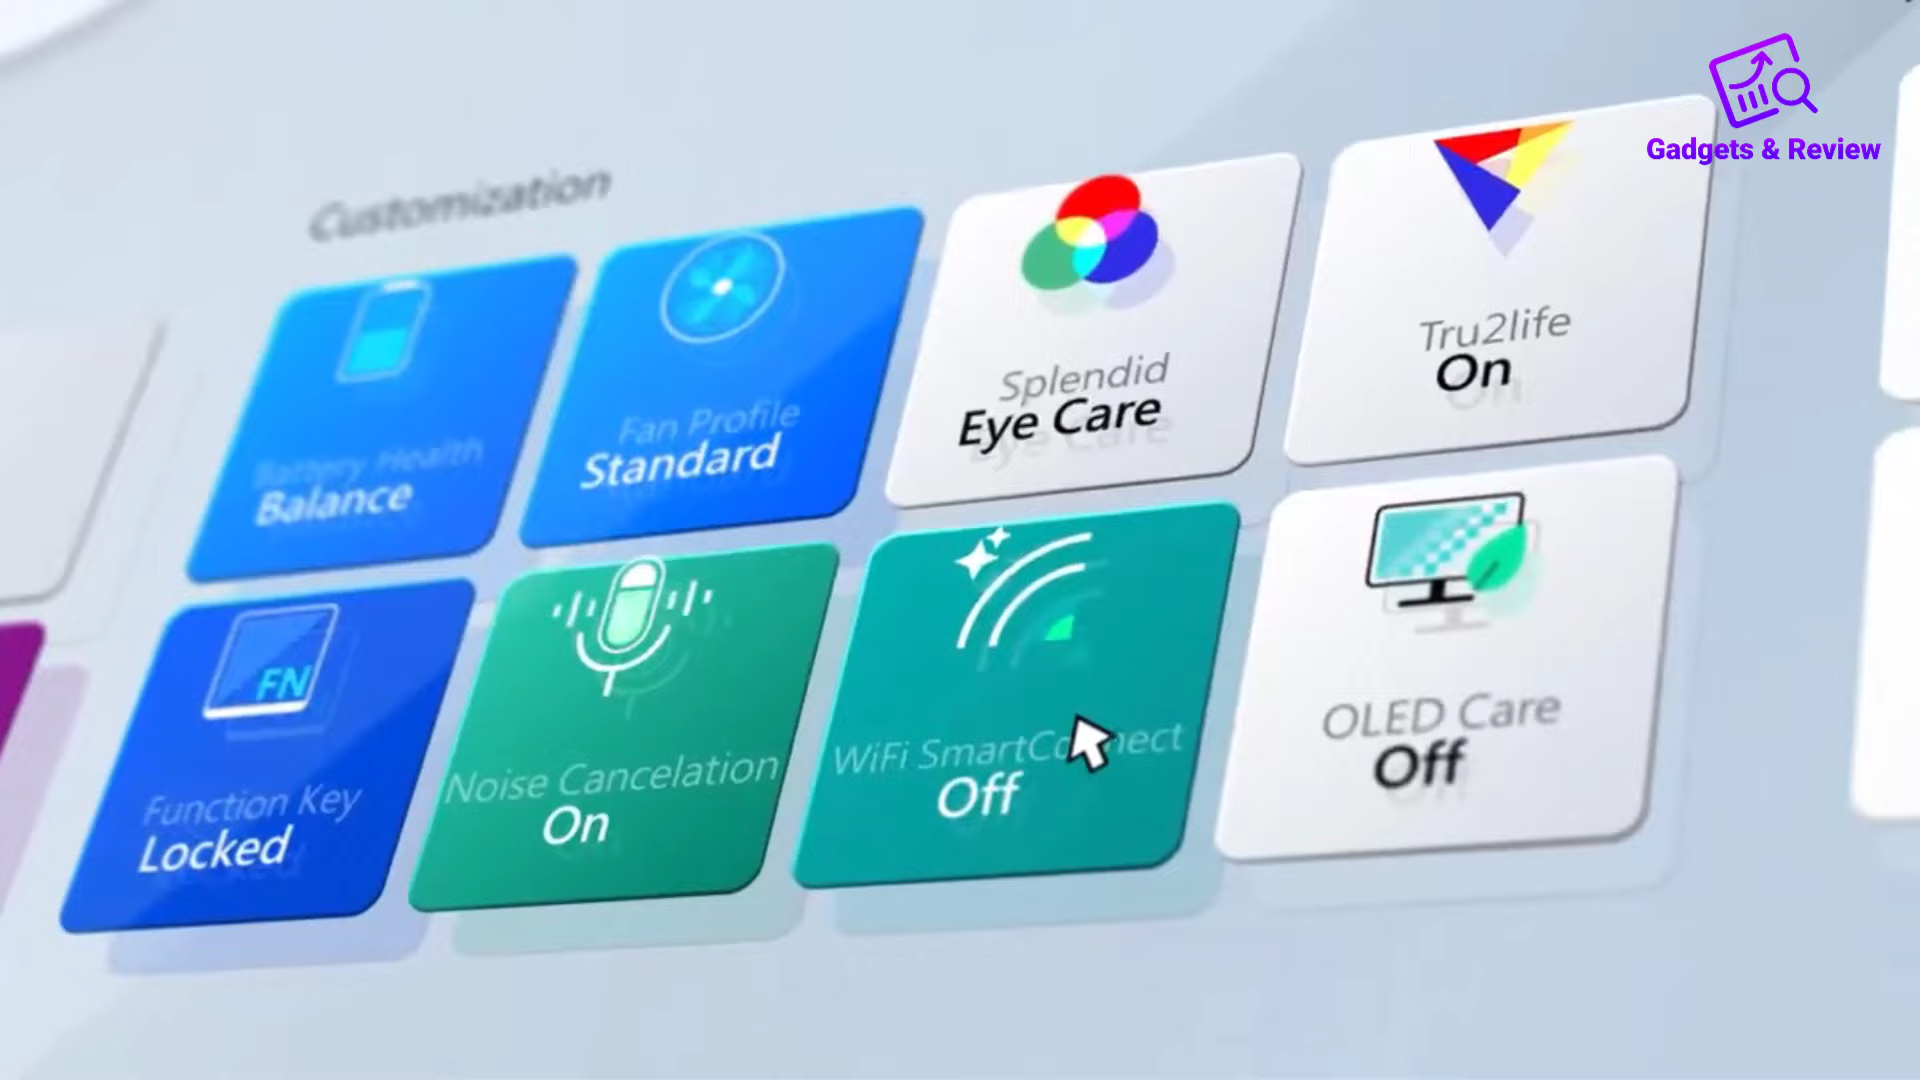 Gadgets & Review
Customization
Battery Health
Balance
Fan Profile
Standard
Splendid
Eye Care
Tru2life
On
Function Key
Locked
FN
Noise Cancelation
On
WiFi SmartConnect
Off
OLED Care
Off